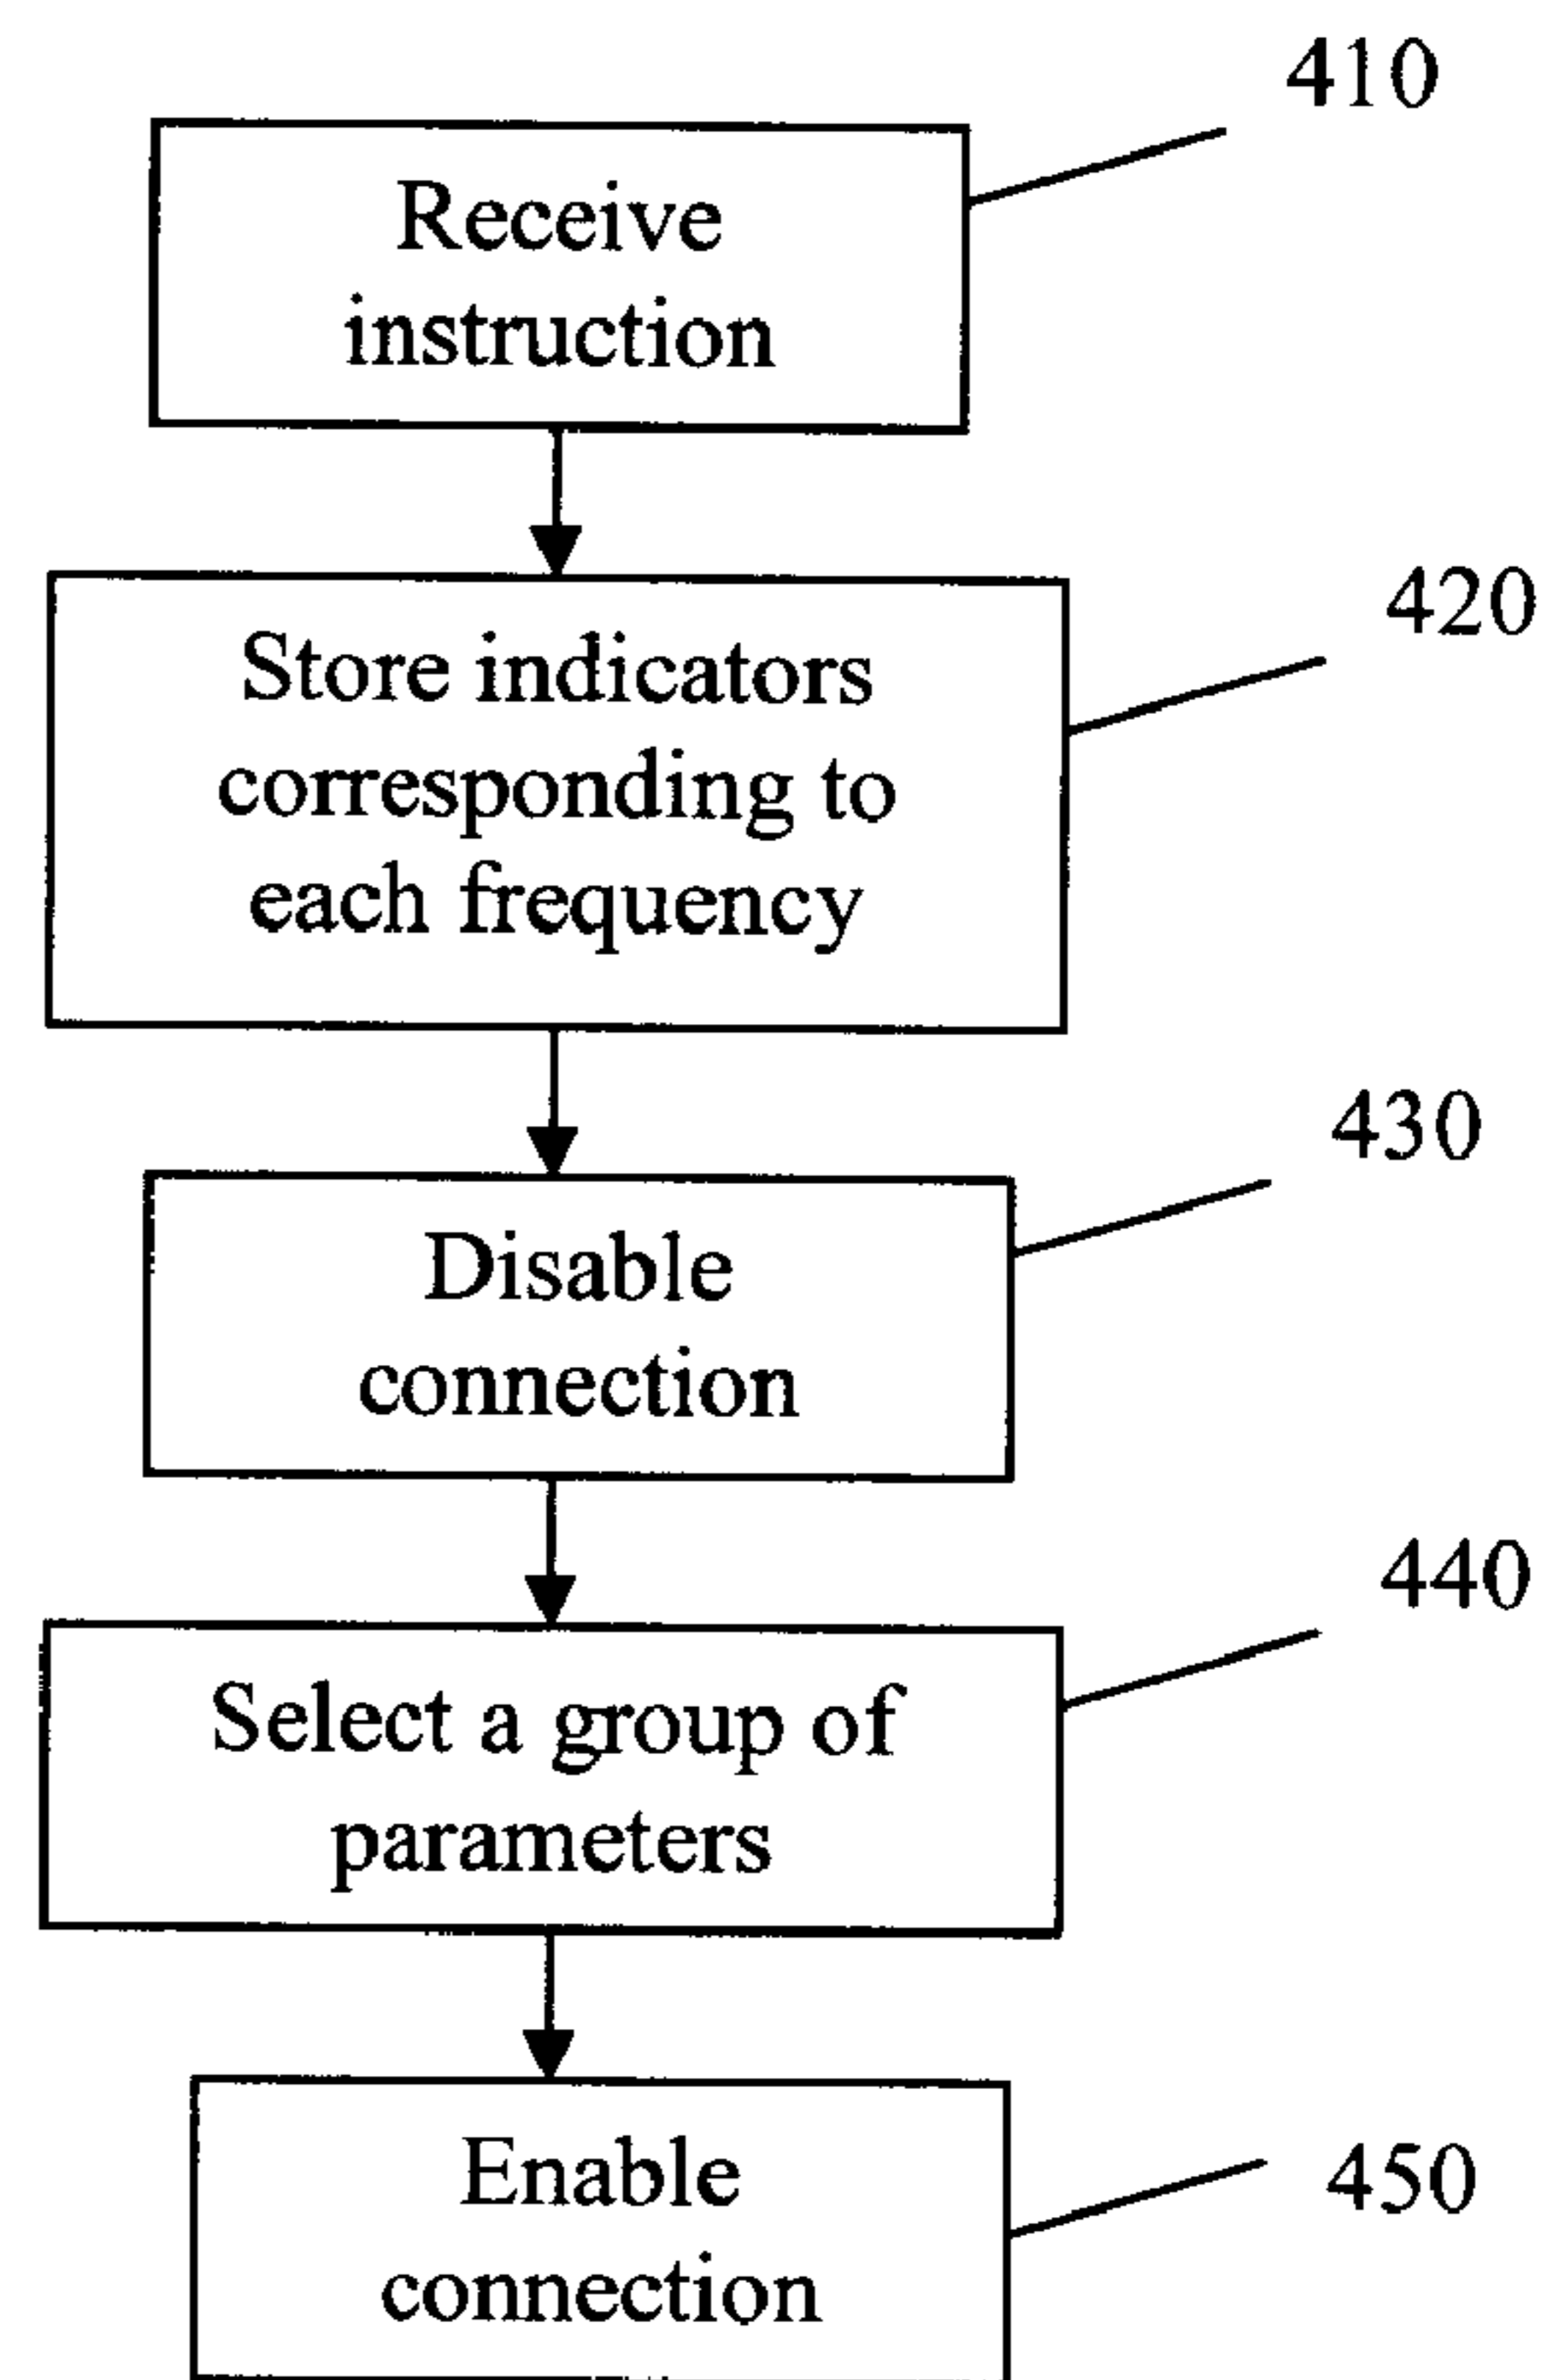 410
Receive
instruction
420
Store indicators
corresponding to
each frequency
430
Disable
connection
440
Select a group of
parameters
450
Enable
connection